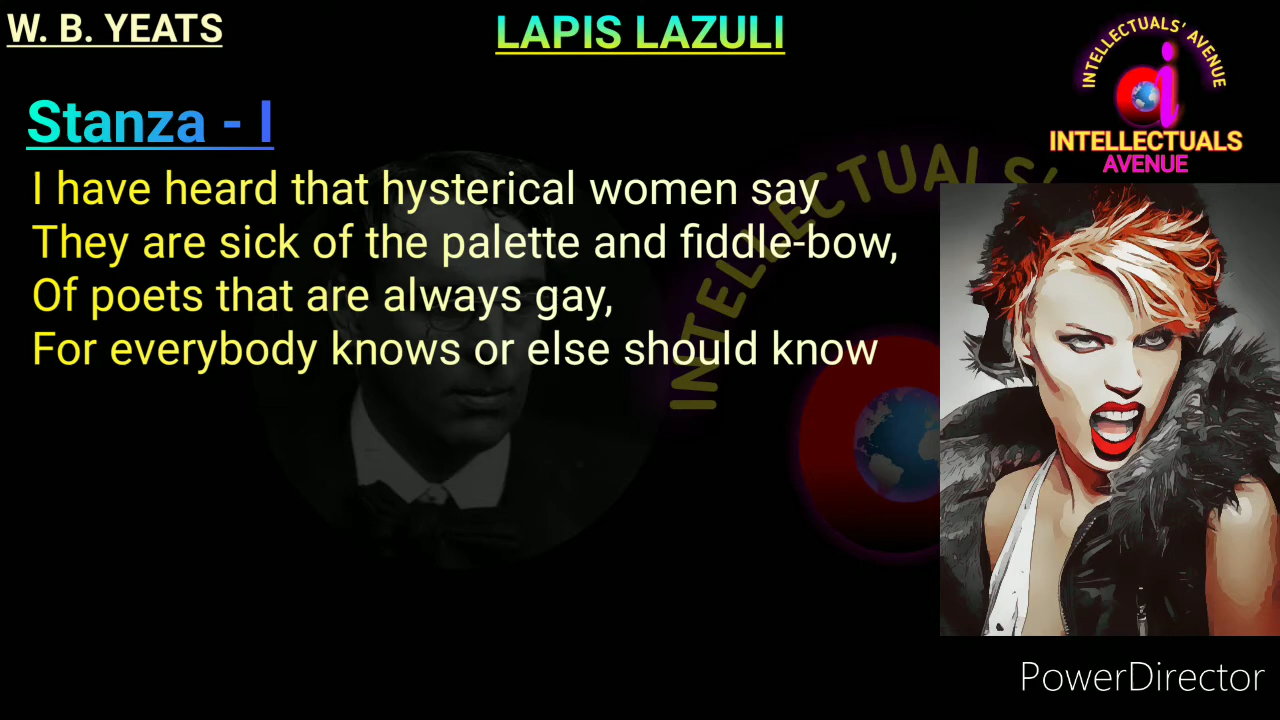 W. B. YEATS
LAPIS LAZULI
INTELLECTUALS' AVENUE
INTELLECTUALS
AVENUE
Stanza - I
I have heard that hysterical women say
They are sick of the palette and fiddle-bow,
Of poets that are always gay,
For everybody knows or else should know
INTELLECTUALS'
PowerDirector